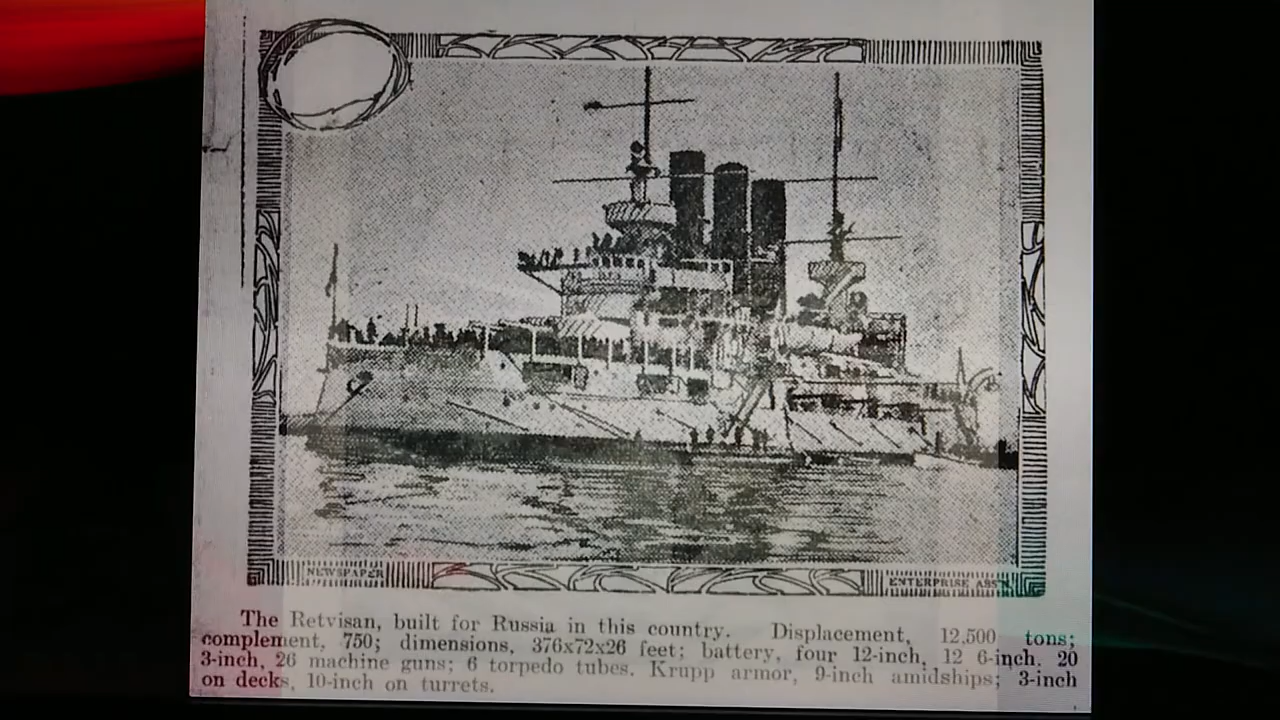 NEWSPAPER
ENTERPRISE ASS'N
The Retvisan, built for Russia in this country. Displacement, 12.500 tons;
complement, 750; dimensions, 376x72x26 feet; battery, four 12-inch, 12 6-inch. 20
3-inch, 26 machine guns; 6 torpedo tubes. Krupp armor, 9-inch amidships; 3-inch
on decks, 10-inch on turrets.